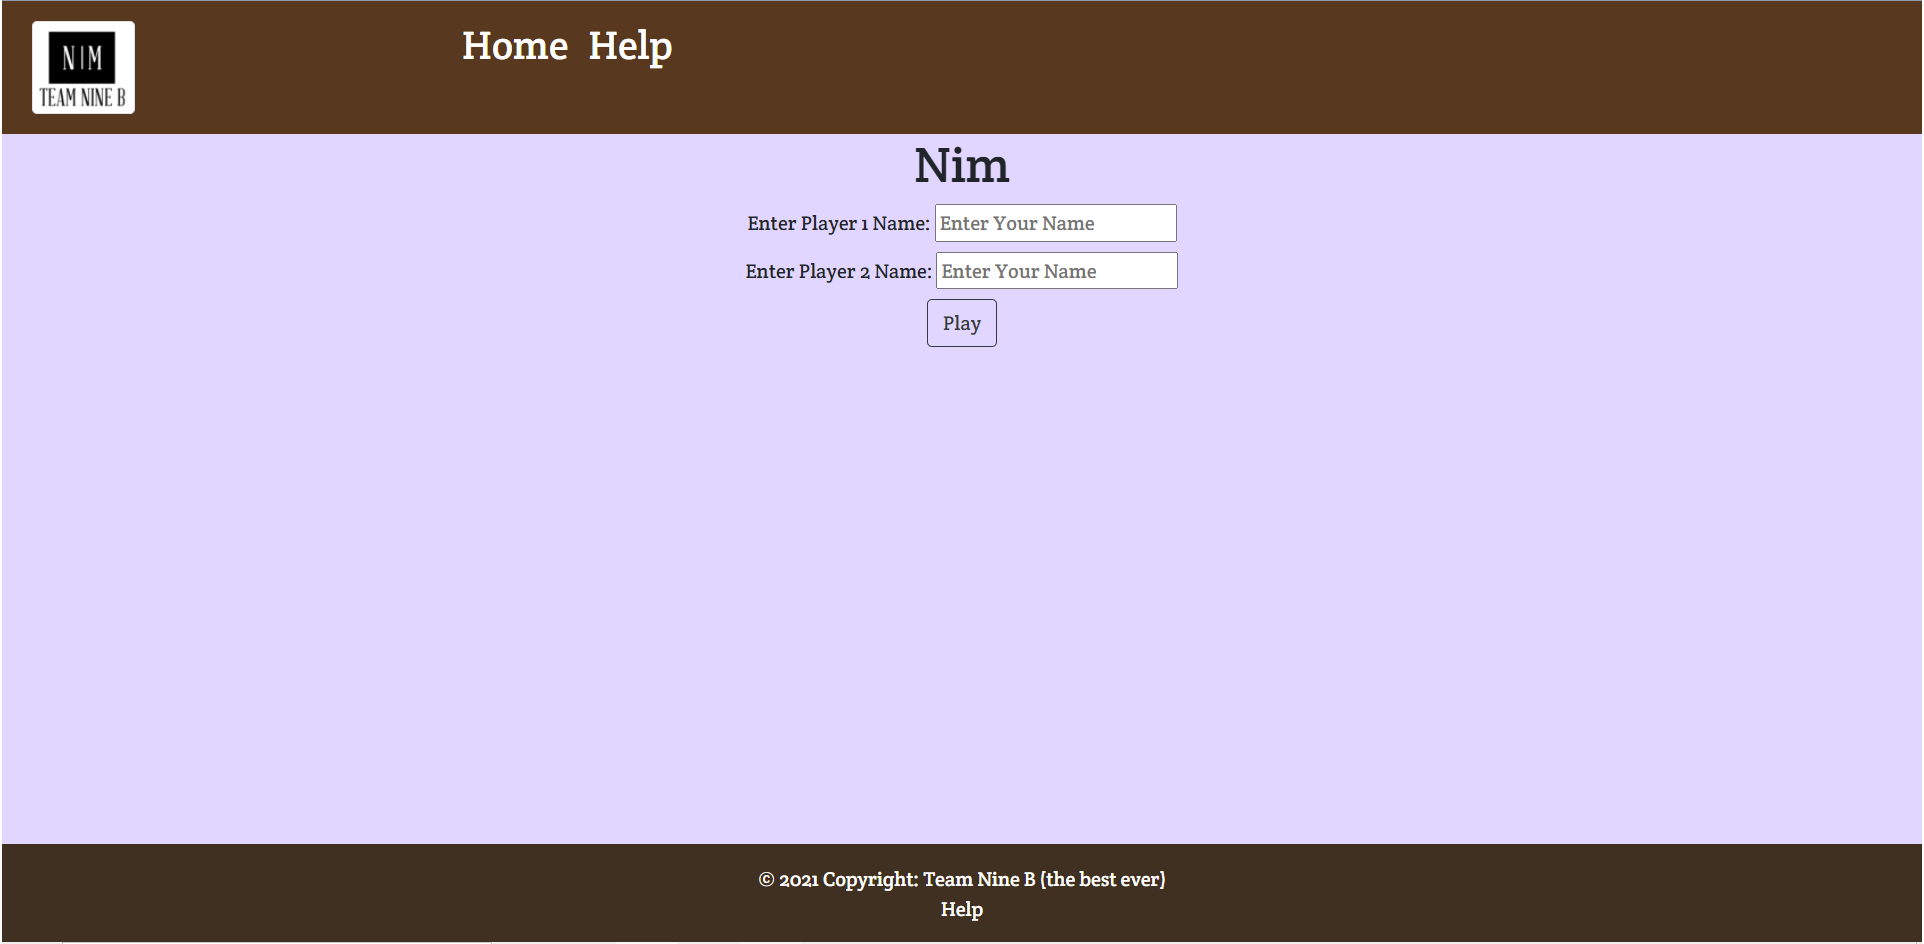 N|M
TEAM NINE B
Home Help
Nim
Enter Player 1 Name: Enter Your Name
Enter Player 2 Name: Enter Your Name
Play
© 2021 Copyright: Team Nine B (the best ever)
Help